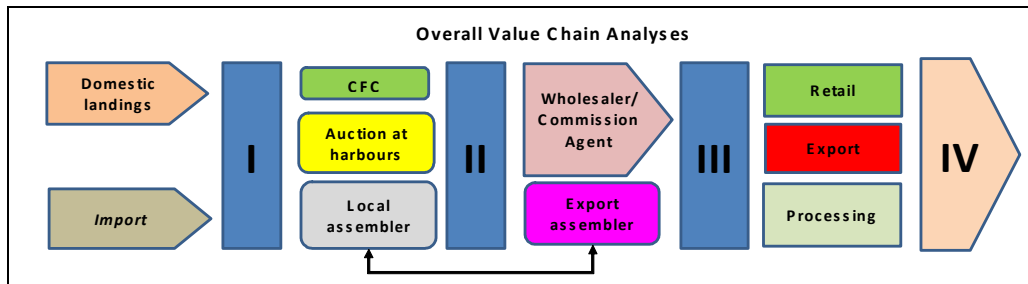 Overall Value Chain Analyses
Domestic
landings
Import
I
CFC
Auction at
harbours
Local
assembler
II
Wholesaler/
Commission
Agent
Export
assembler
III
Retail
Export
Processing
IV